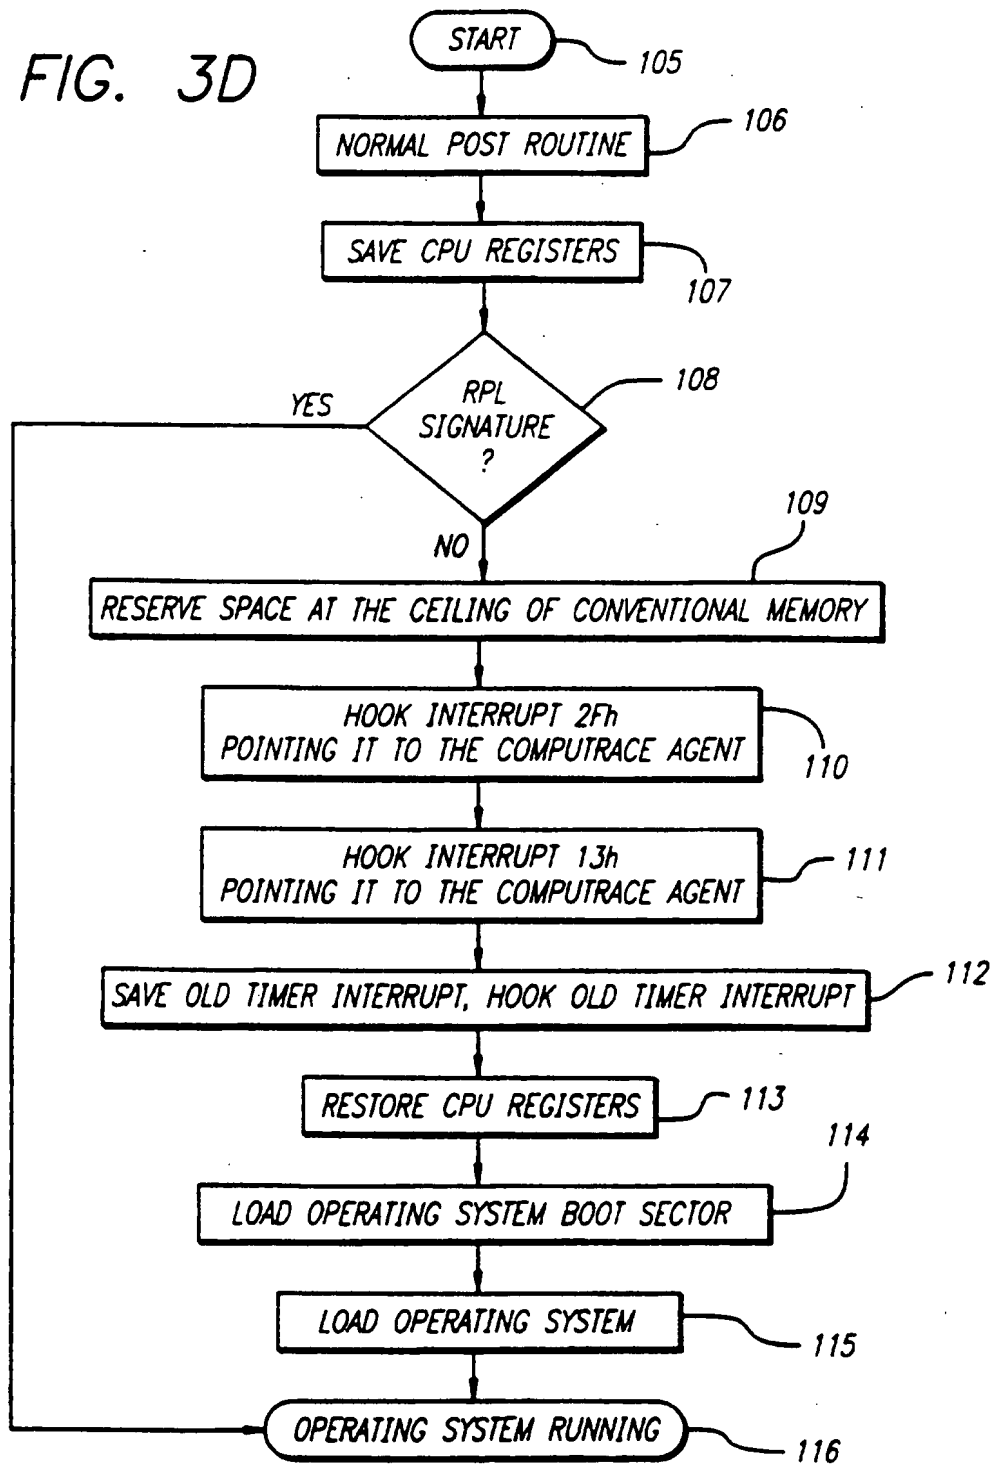 FIG. 3D
START
105
NORMAL POST ROUTINE
106
SAVE CPU REGISTERS
107
RPL
SIGNATURE
?
108
YES
NO
109
RESERVE SPACE AT THE CEILING OF CONVENTIONAL MEMORY
HOOK INTERRUPT 2Fh
POINTING IT TO THE COMPUTRACE AGENT
110
HOOK INTERRUPT 13h
POINTING IT TO THE COMPUTRACE AGENT
111
SAVE OLD TIMER INTERRUPT, HOOK OLD TIMER INTERRUPT
112
RESTORE CPU REGISTERS
113
114
LOAD OPERATING SYSTEM BOOT SECTOR
LOAD OPERATING SYSTEM
115
OPERATING SYSTEM RUNNING
116